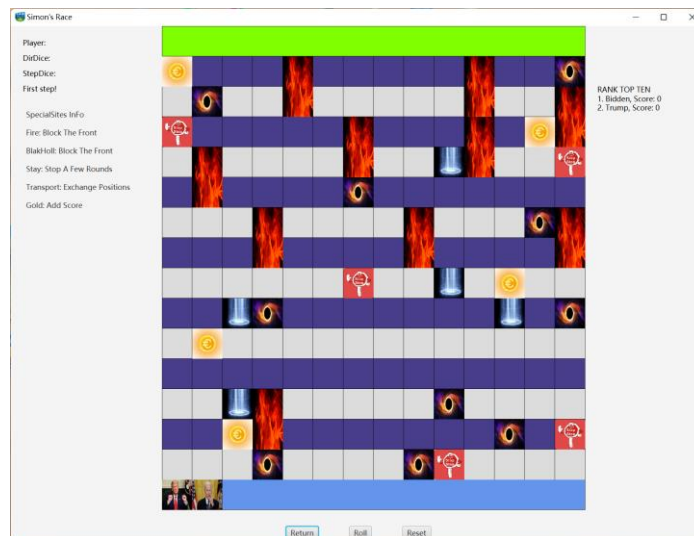 Simon's Race
Player:
DirDice:
StepDice:
First step!
SpecialSites InFo
Fire: Block The Front
BlakHoll: Block The Front
Stay: Stop A Few Rounds
Transport: Exchange Positions
Gold: Add Score
RANK TOP TEN
1. Bidden, Score: 0
2. Trump, Score: 0
Return
Roll
Reset